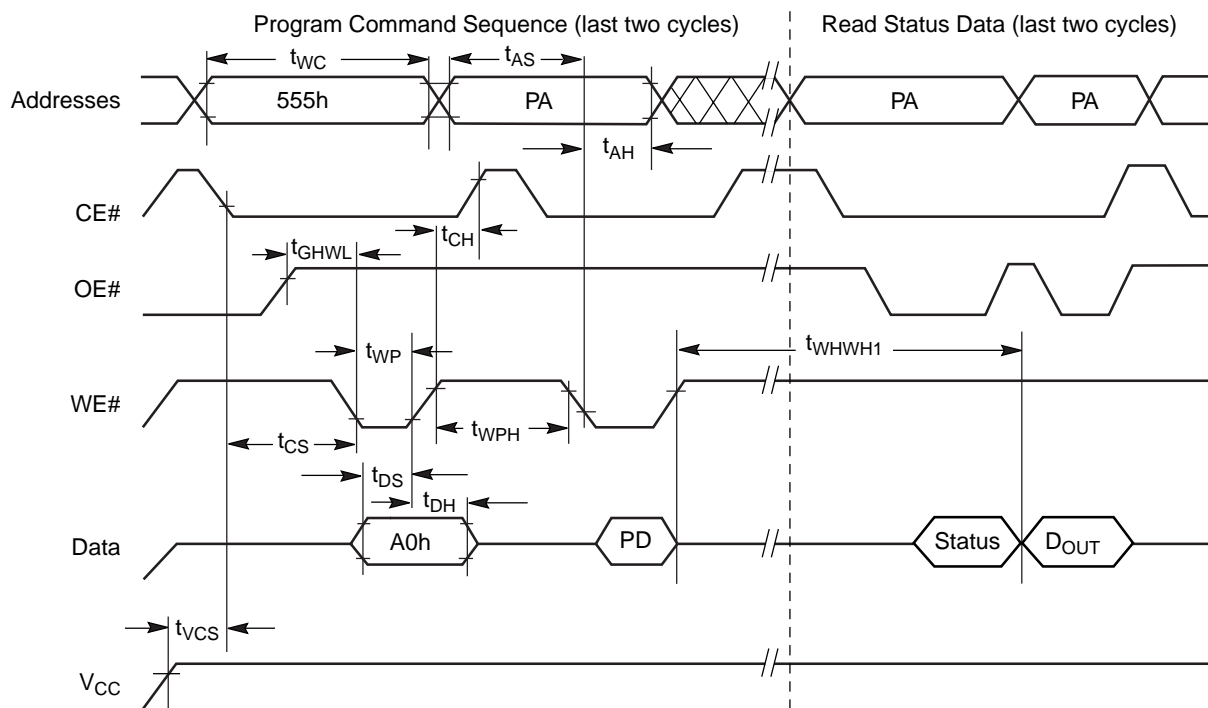 Program Command Sequence (last two cycles)
Read Status Data (last two cycles)
tWC
tAS
Addresses
555h
PA
PA
PA
tAH
CE#
tCH
tGHWL
OE#
tWP
tWHWH1
WE#
tWPH
tCS
tDS
tDH
Data
A0h
PD
Status
DOUT
tVCS
VCC